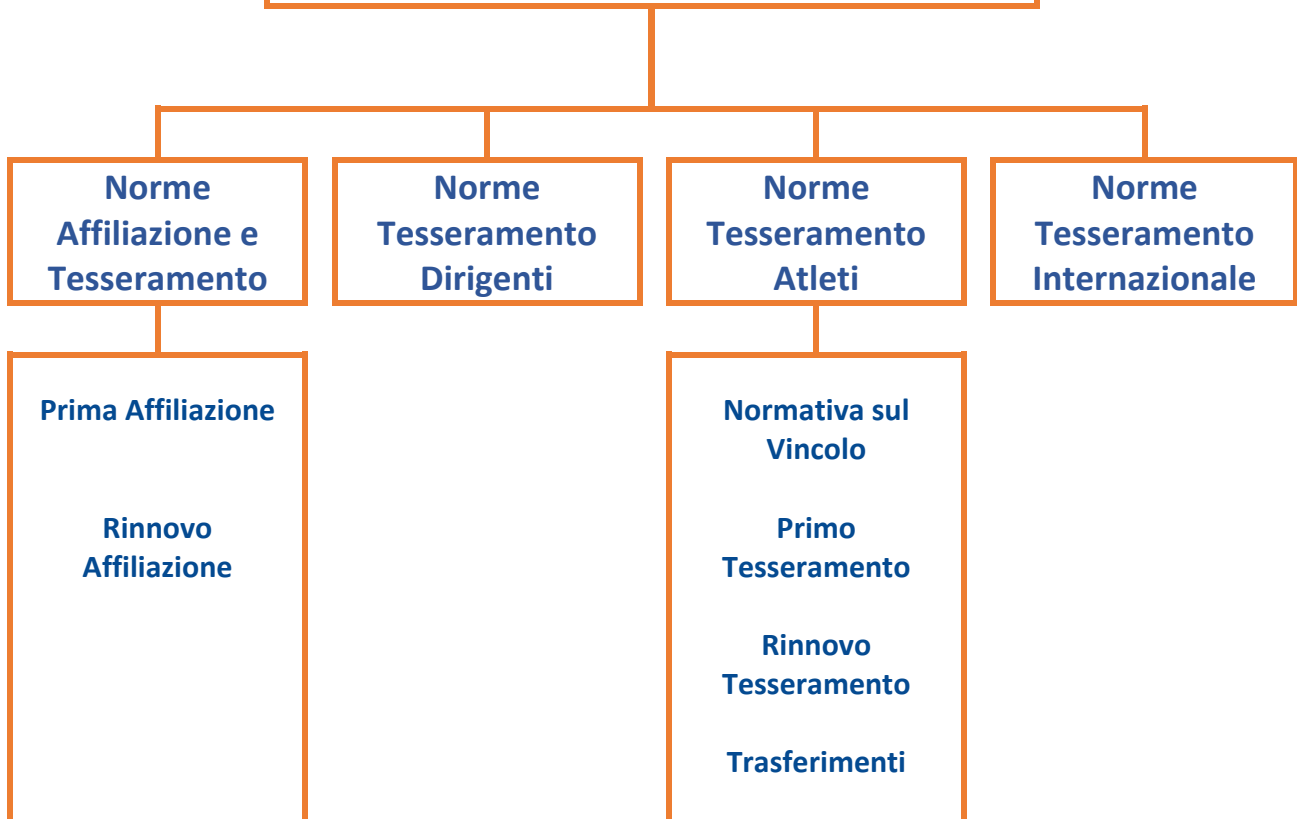 Norme
Affiliazione e
Tesseramento
Norme
Tesseramento
Dirigenti
Norme
Tesseramento
Atleti
Norme
Tesseramento
Internazionale
Prima Affiliazione
Rinnovo
Affiliazione
Normativa sul
Vincolo
Primo
Tesseramento
Rinnovo
Tesseramento
Trasferimenti